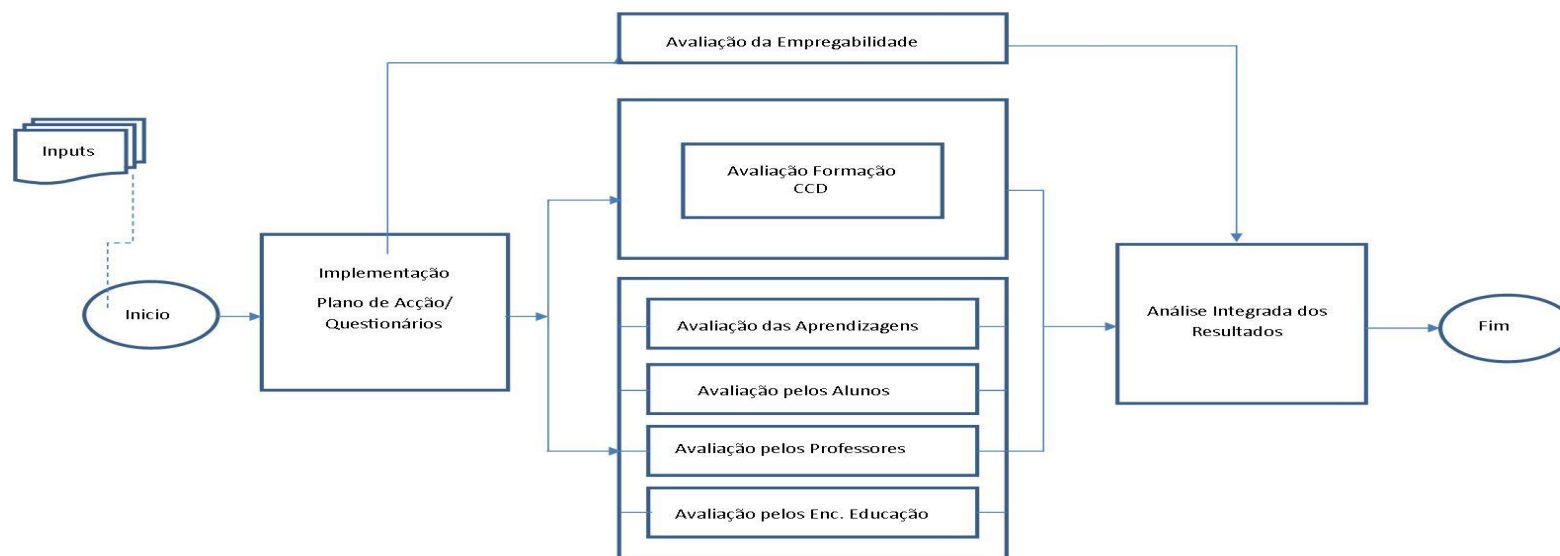 Avaliação da Empregabilidade
Inputs
Avaliação Formação
CCD
Inicio
Implementação
Plano de Acção/
Questionários
Avaliação das Aprendizagens
Avaliação pelos Alunos
Avaliação pelos Professores
Avaliação pelos Enc. Educação
Análise Integrada dos
Resultados
Fim